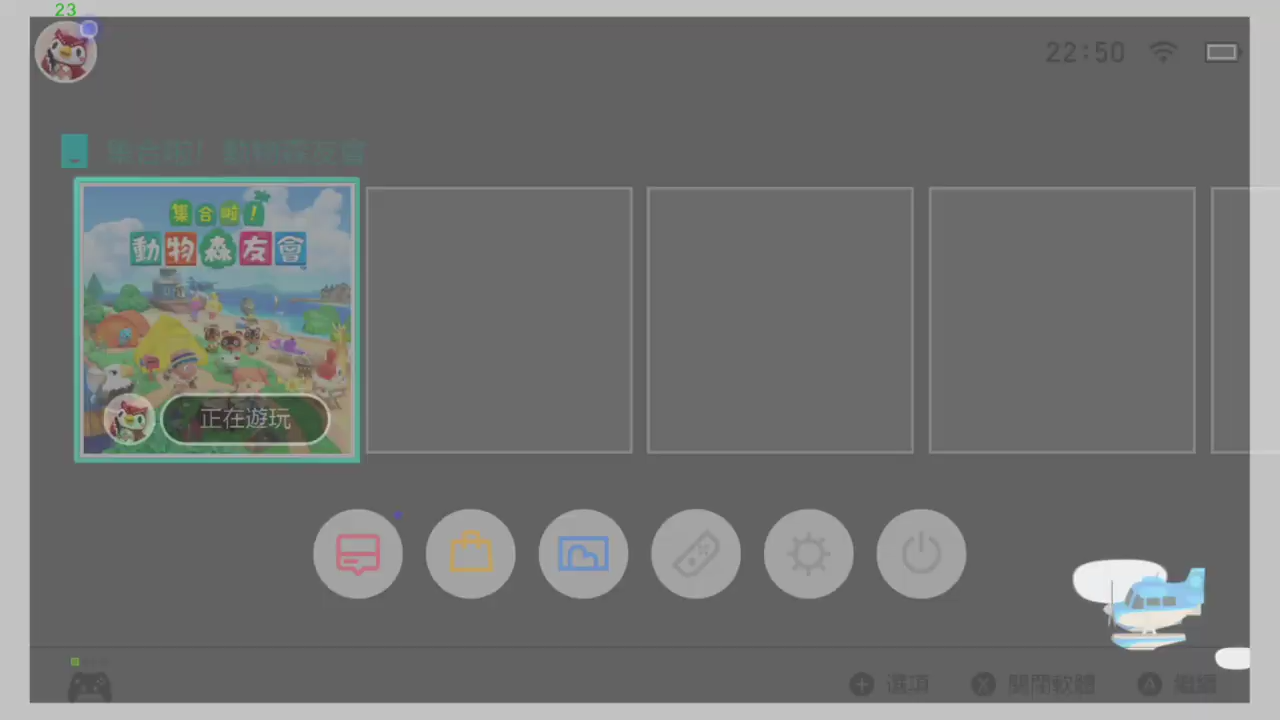 23
22:50
集合啦！ 動物森友會
集合啦！
動物森友會
正在遊玩
選項
關閉軟體
繼續